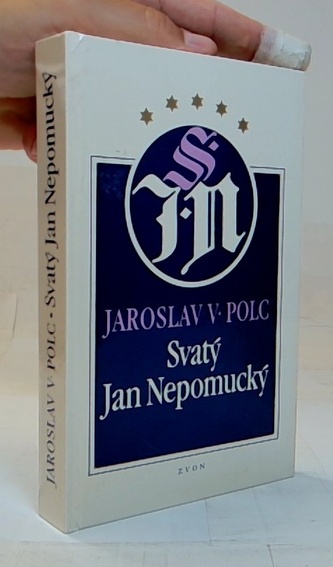 S·
J·N
JAROSLAV V· POLC
Svatý
Jan Nepomucký
ZVON
JAROSLAV V· POLC - Svatý Jan Nepomucký